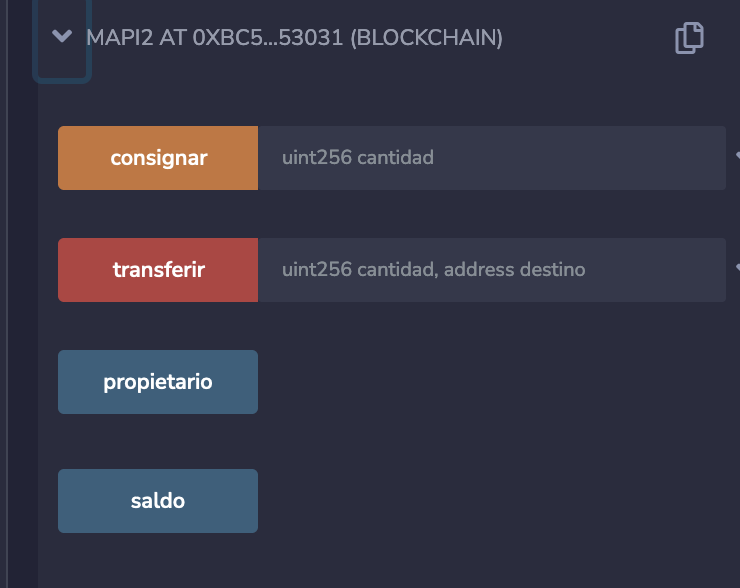 MAPI2 AT 0XBC5...53031 (BLOCKCHAIN)
consignar uint256 cantidad
transferir uint256 cantidad, address destino
propietario
saldo